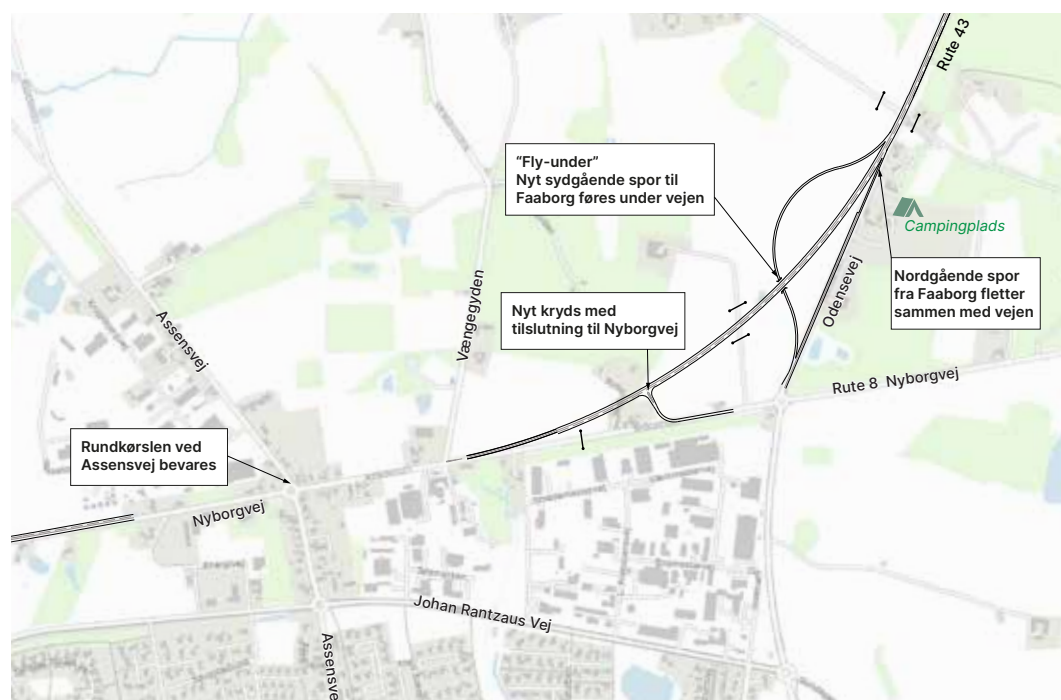 Rute 43
"Fly-under"
Nyt sydgående spor til
Faaborg føres under vejen
Campingplads
Nordgående spor
fra Faaborg fletter
sammen med vejen
Odensevej
Vængegyden
Nyt kryds med
tilslutning til Nyborgvej
Assensvej
Rute 8 Nyborgvej
Rundkørslen ved
Assensvej bevares
Nyborgvej
Johan Rantzaus Vej
Assensve